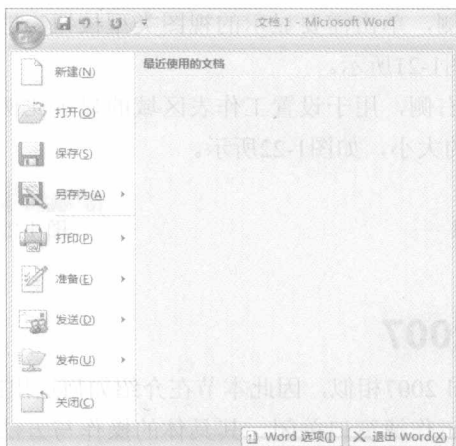 文档 1 - Microsoft Word
最近使用的文档
新建(N)
打开(O)
保存(S)
另存为(A)
打印(P)
准备(E)
发送(D)
发布(U)
关闭(C)
Word 选项(I)
退出 Word(X)